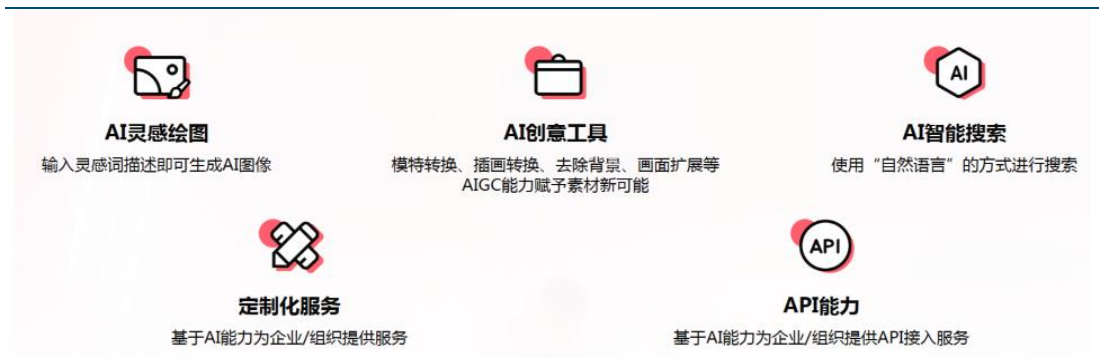 AI
AI灵感绘图
AI创意工具
AI智能搜索
输入灵感词描述即可生成AI图像
模特转换、插画转换、去除背景、画面扩展等
AIGC能力赋予素材新可能
使用“自然语言”的方式进行搜索
API
定制化服务
API能力
基于AI能力为企业/组织提供服务
基于AI能力为企业/组织提供API接入服务